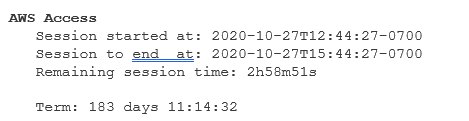 AWS Access
Session started at: 2020-10-27T12:44:27-0700
Session to end at: 2020-10-27T15:44:27-0700
Remaining session time: 2h58m51s
Term: 183 days 11:14:32